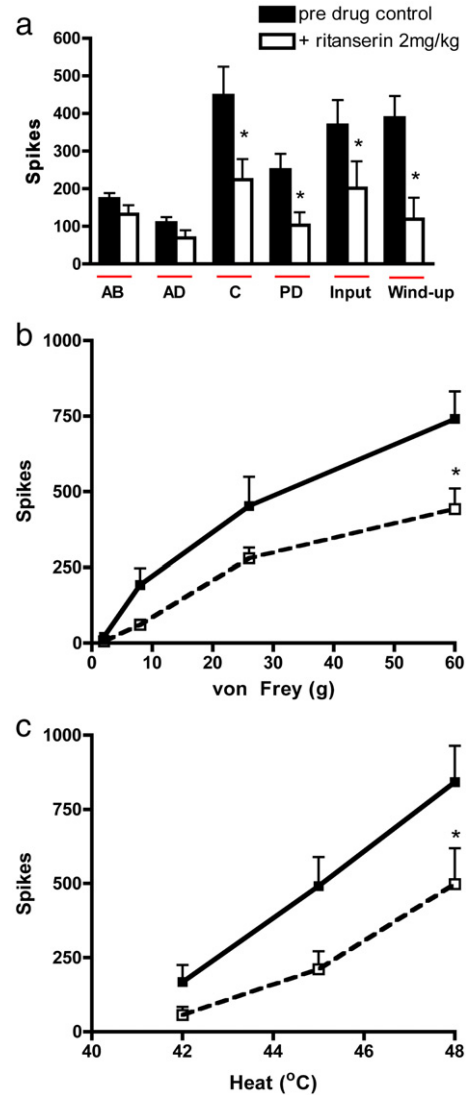 a
pre drug control
+ ritanserin 2mg/kg
600
500
400
300
200
100
0
Spikes
*
*
*
*
AB AD C PD Input Wind-up
b
1000
750
500
250
0
Spikes
*
0 10 20 30 40 50 60
von Frey (g)
c
1000
750
500
250
0
Spikes
*
40 42 44 46 48
Heat (°C)